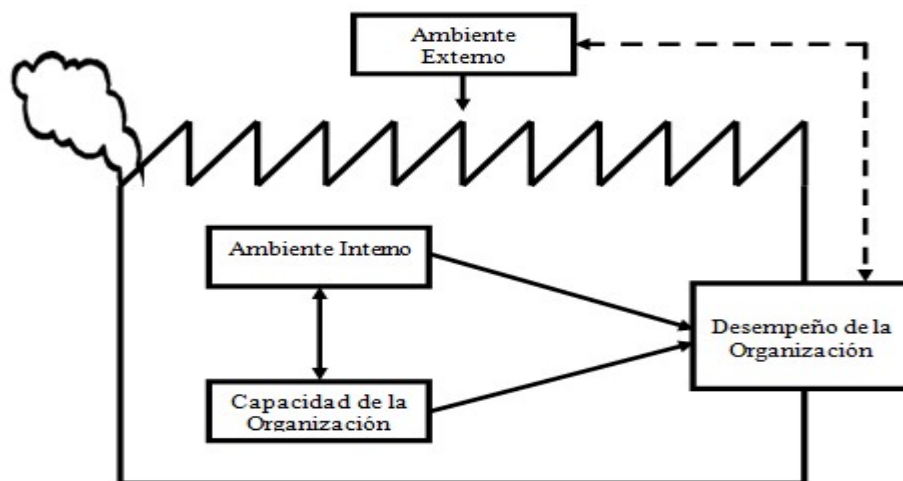 Ambiente
Externo
Ambiente Interno
Desempeño de la
Organización
Capacidad de la
Organización